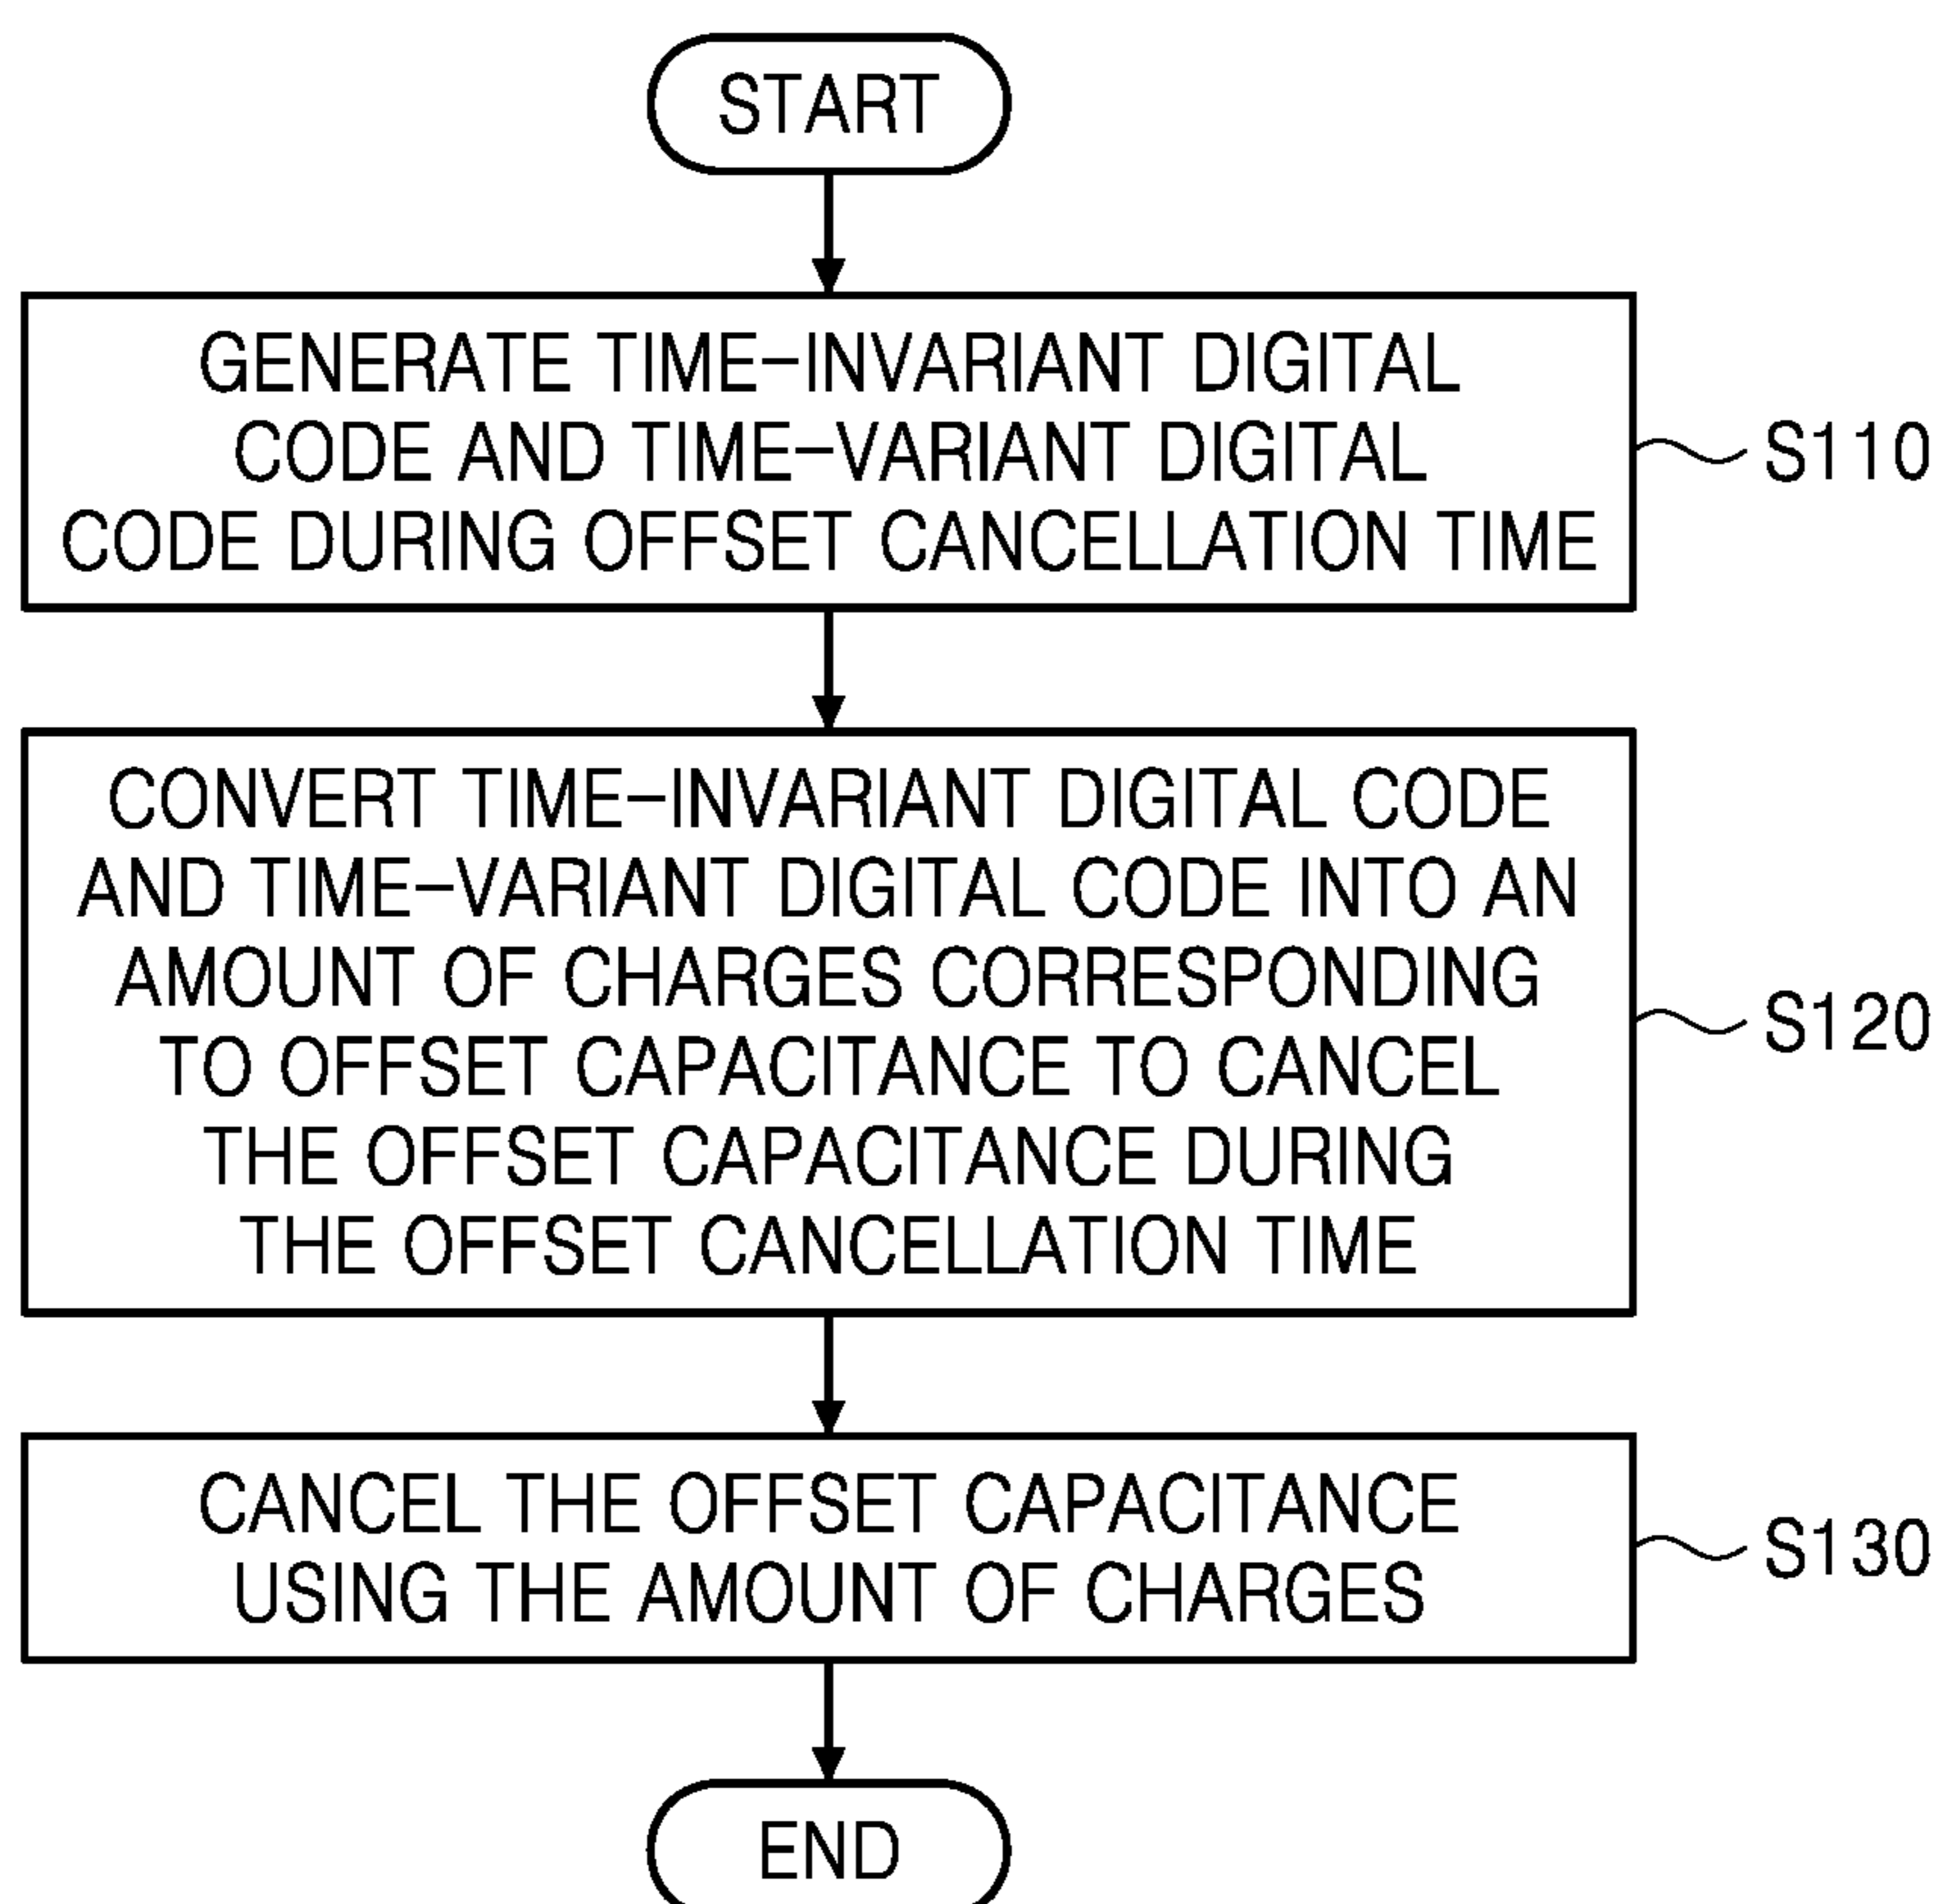 START
GENERATE TIME-INVARIANT DIGITAL
CODE AND TIME-VARIANT DIGITAL
CODE DURING OFFSET CANCELLATION TIME
S110
CONVERT TIME-INVARIANT DIGITAL CODE
AND TIME-VARIANT DIGITAL CODE INTO AN
AMOUNT OF CHARGES CORRESPONDING
TO OFFSET CAPACITANCE TO CANCEL
THE OFFSET CAPACITANCE DURING
THE OFFSET CANCELLATION TIME
S120
CANCEL THE OFFSET CAPACITANCE
USING THE AMOUNT OF CHARGES
S130
END